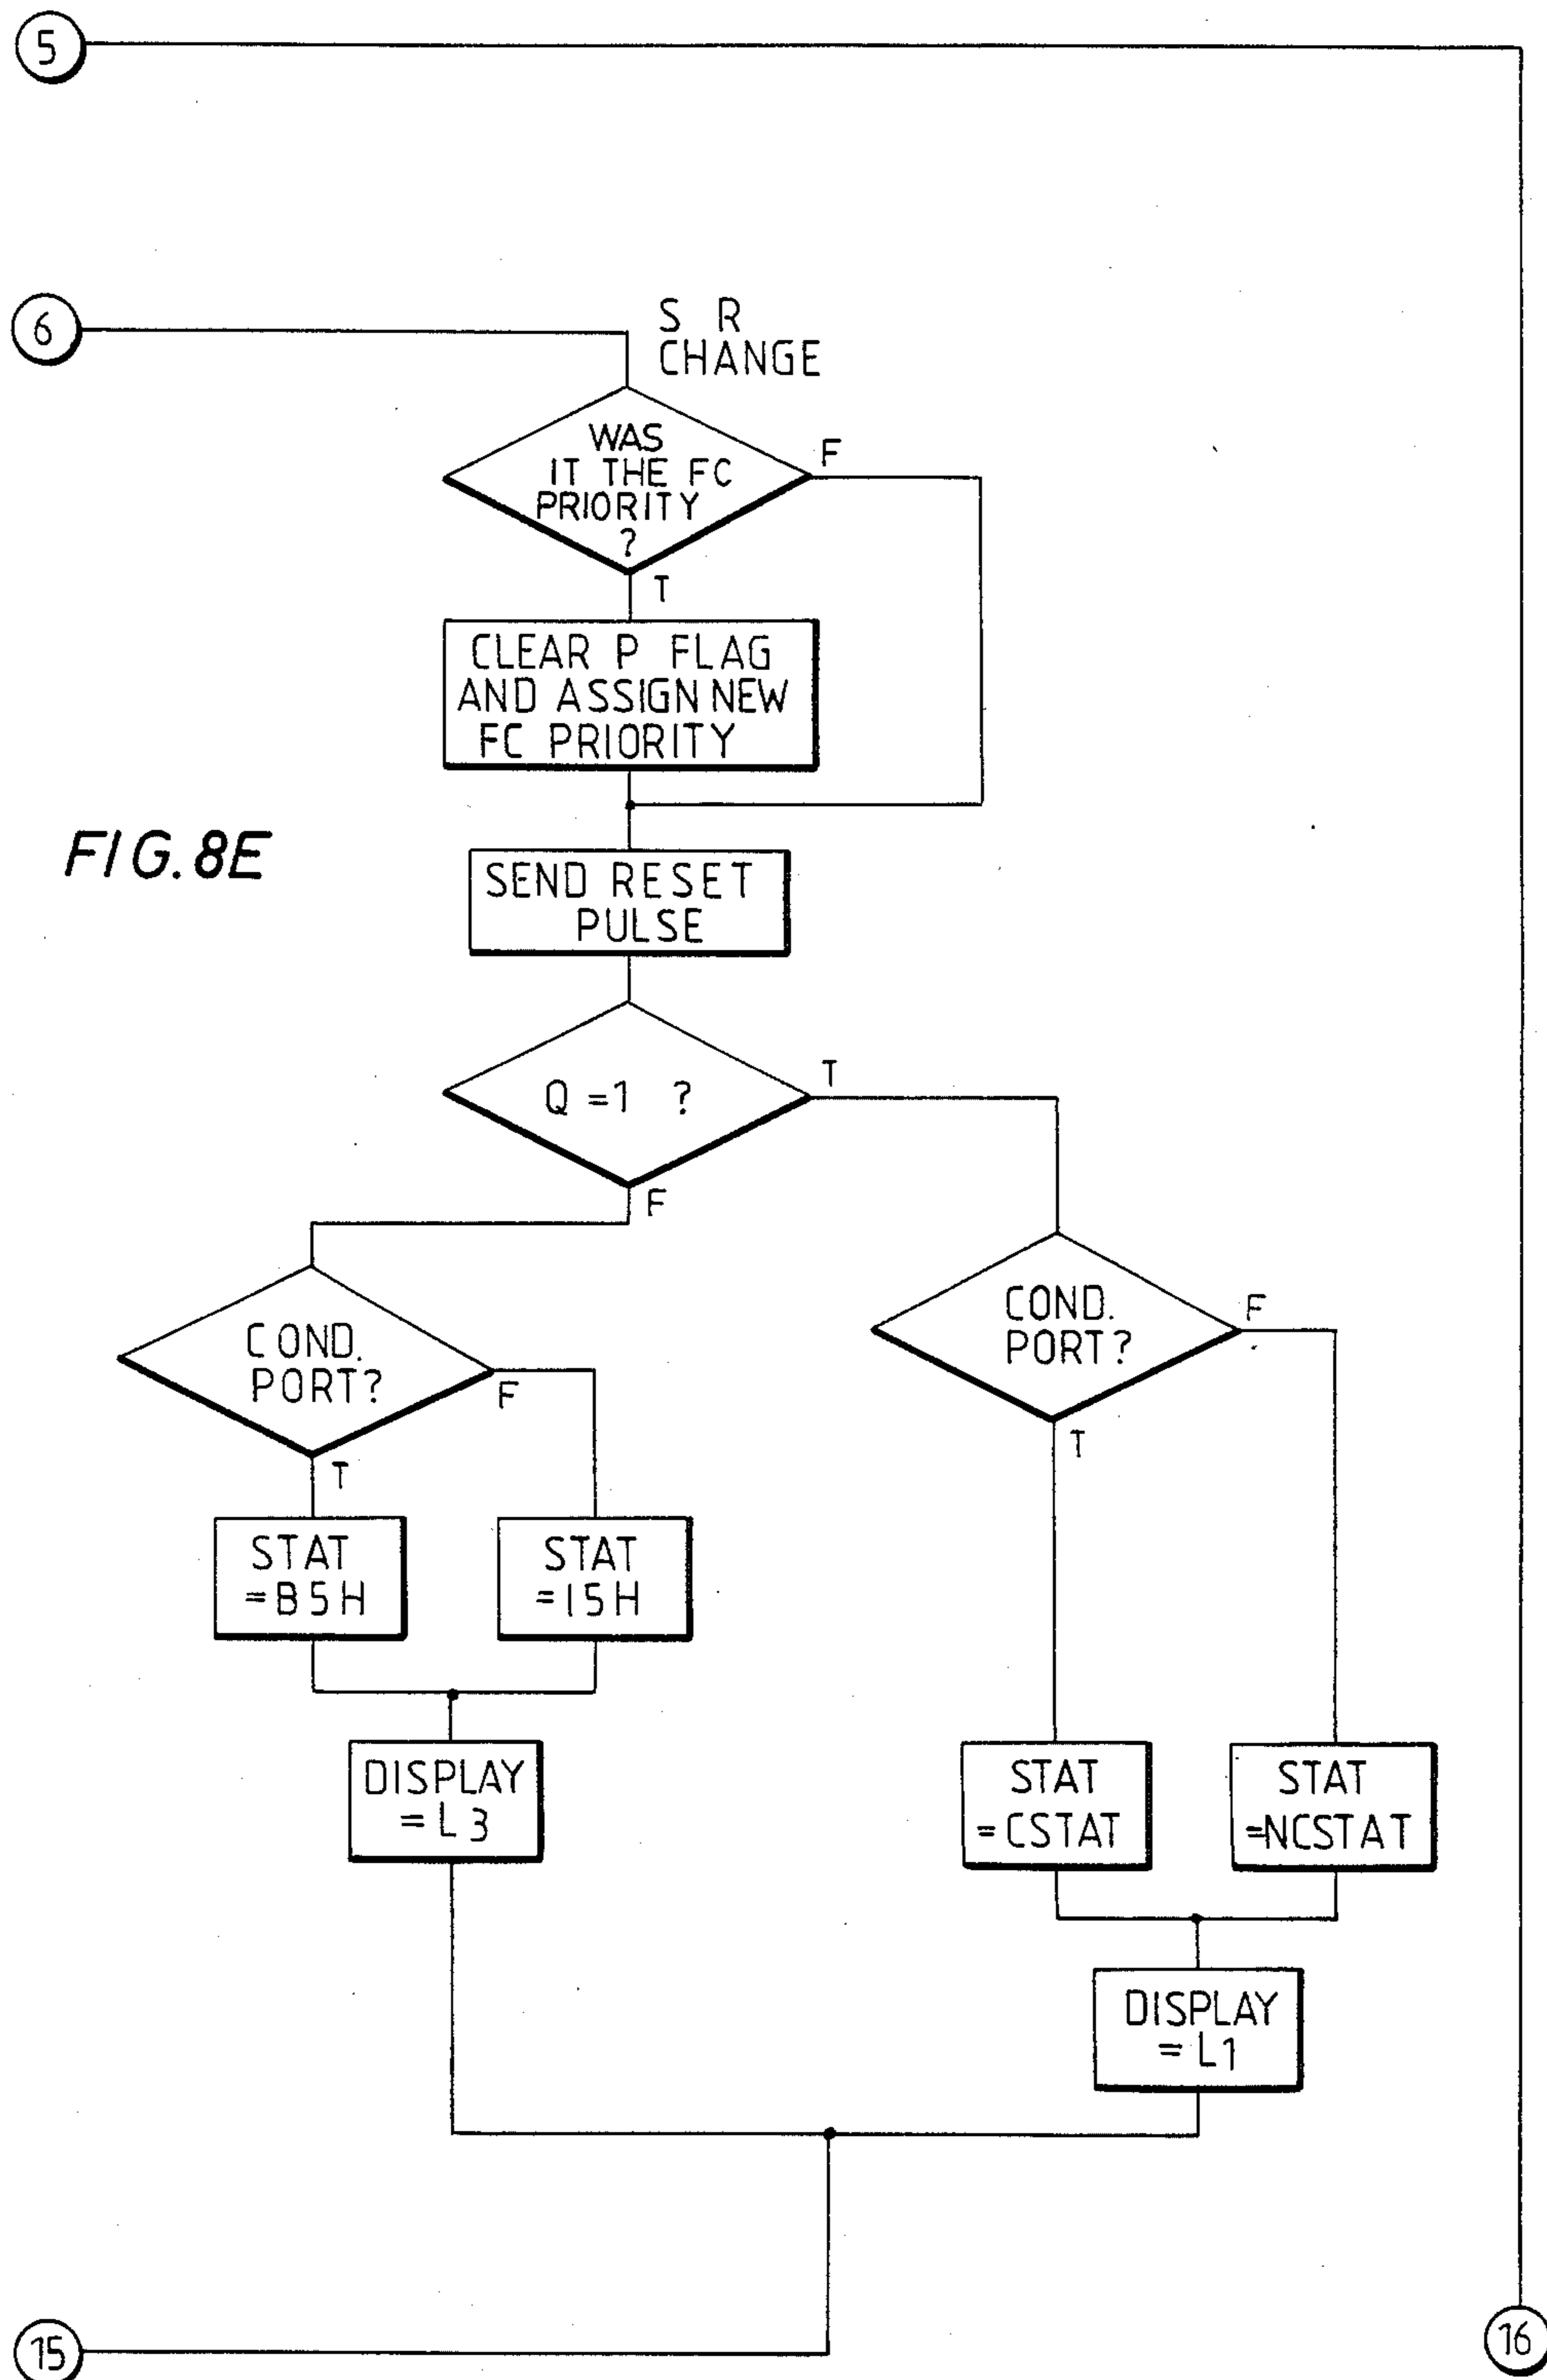 5
6
S R
CHANGE
WAS
IT THE FC
PRIORITY
?
F
T
CLEAR P FLAG
AND ASSIGN NEW
FC PRIORITY
FIG. 8E
SEND RESET
PULSE
Q =1 ?
T
F
COND.
PORT?
F
T
COND.
PORT?
F
T
STAT
=B5H
STAT
=15H
DISPLAY
= L3
STAT
=CSTAT
STAT
=NCSTAT
DISPLAY
= L1
15
16